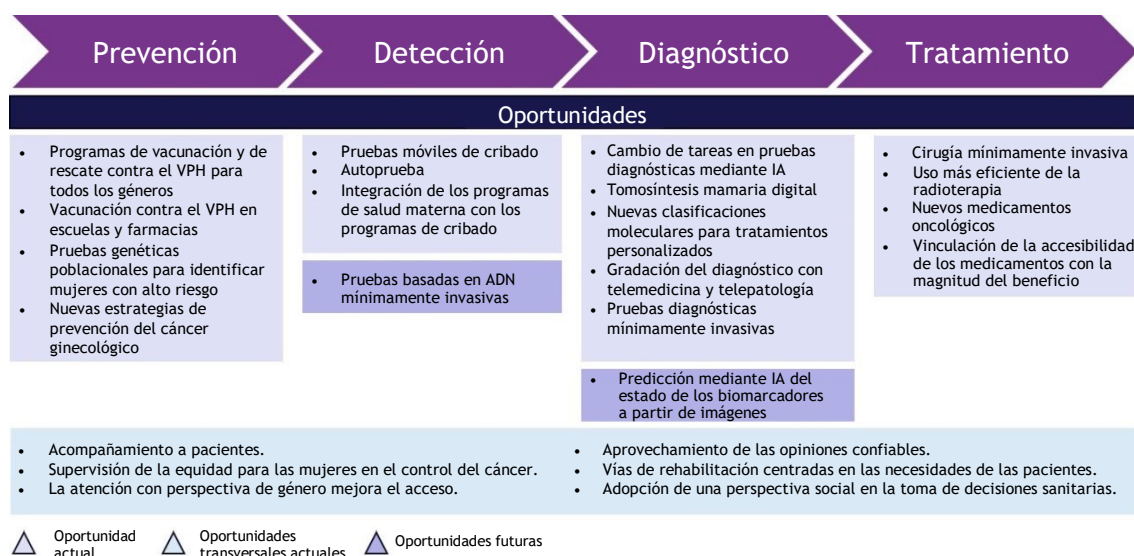 Prevención
Detección
Diagnóstico
Tratamiento
Oportunidades
• Programas de vacunación y de
rescate contra el VPH para
todos los géneros
• Vacunación contra el VPH en
escuelas y farmacias
• Pruebas genéticas
poblacionales para identificar
mujeres con alto riesgo
• Nuevas estrategias de
prevención del cáncer
ginecológico
• Pruebas móviles de cribado
• Autoprueba
• Integración de los programas
de salud materna con los
programas de cribado
• Pruebas basadas en ADN
mínimamente invasivas
• Cambio de tareas en pruebas
diagnósticas mediante IA
• Tomosíntesis mamaria digital
• Nuevas clasificaciones
moleculares para tratamientos
personalizados
• Gradación del diagnóstico con
telemedicina y telepatología
• Pruebas diagnósticas
mínimamente invasivas
• Predicción mediante IA del
estado de los biomarcadores
a partir de imágenes
• Cirugía mínimamente invasiva
• Uso más eficiente de la
radioterapia
• Nuevos medicamentos
oncológicos
• Vinculación de la accesibilidad
de los medicamentos con la
magnitud del beneficio
• Acompañamiento a pacientes.
• Supervisión de la equidad para las mujeres en el control del cáncer.
• La atención con perspectiva de género mejora el acceso.
• Aprovechamiento de las opiniones confiables.
• Vías de rehabilitación centradas en las necesidades de las pacientes.
• Adopción de una perspectiva social en la toma de decisiones sanitarias.
Oportunidad
actual
Oportunidades
transversales actuales
Oportunidades futuras